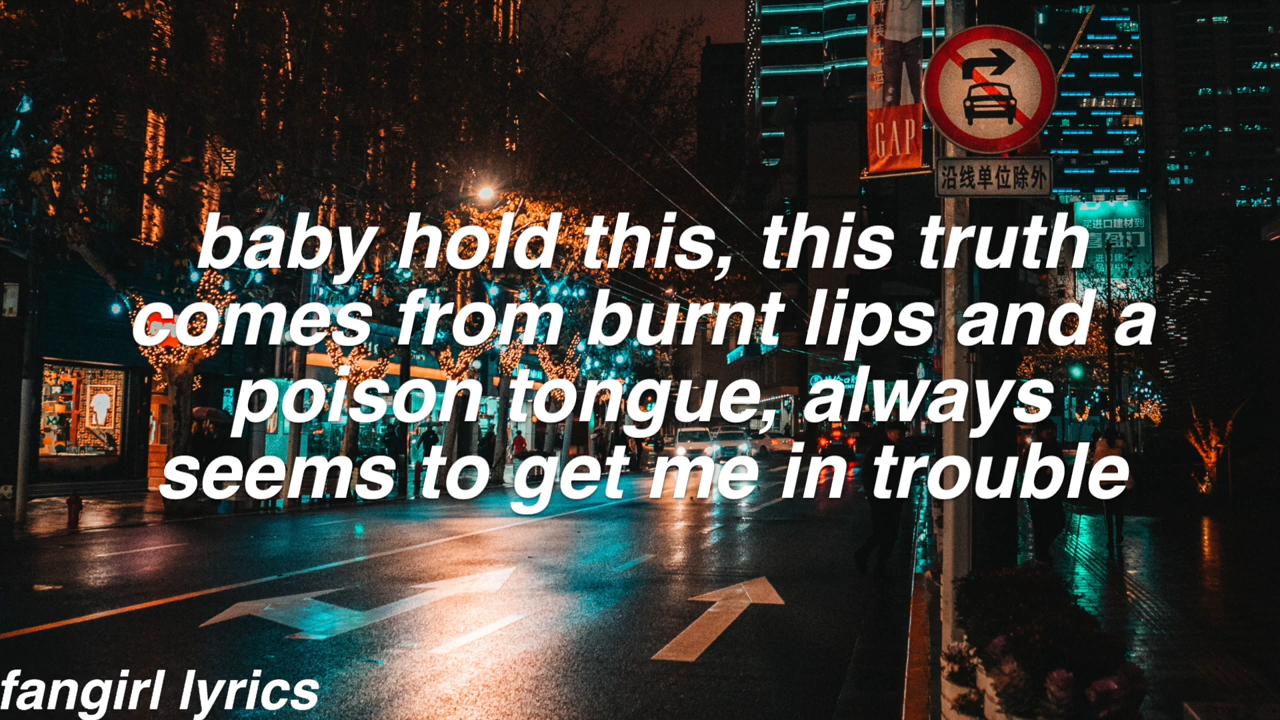 GAP
沿线单位除外
baby hold this, this truth
comes from burnt lips and a
poison tongue, always
seems to get me in trouble
fangirl lyrics